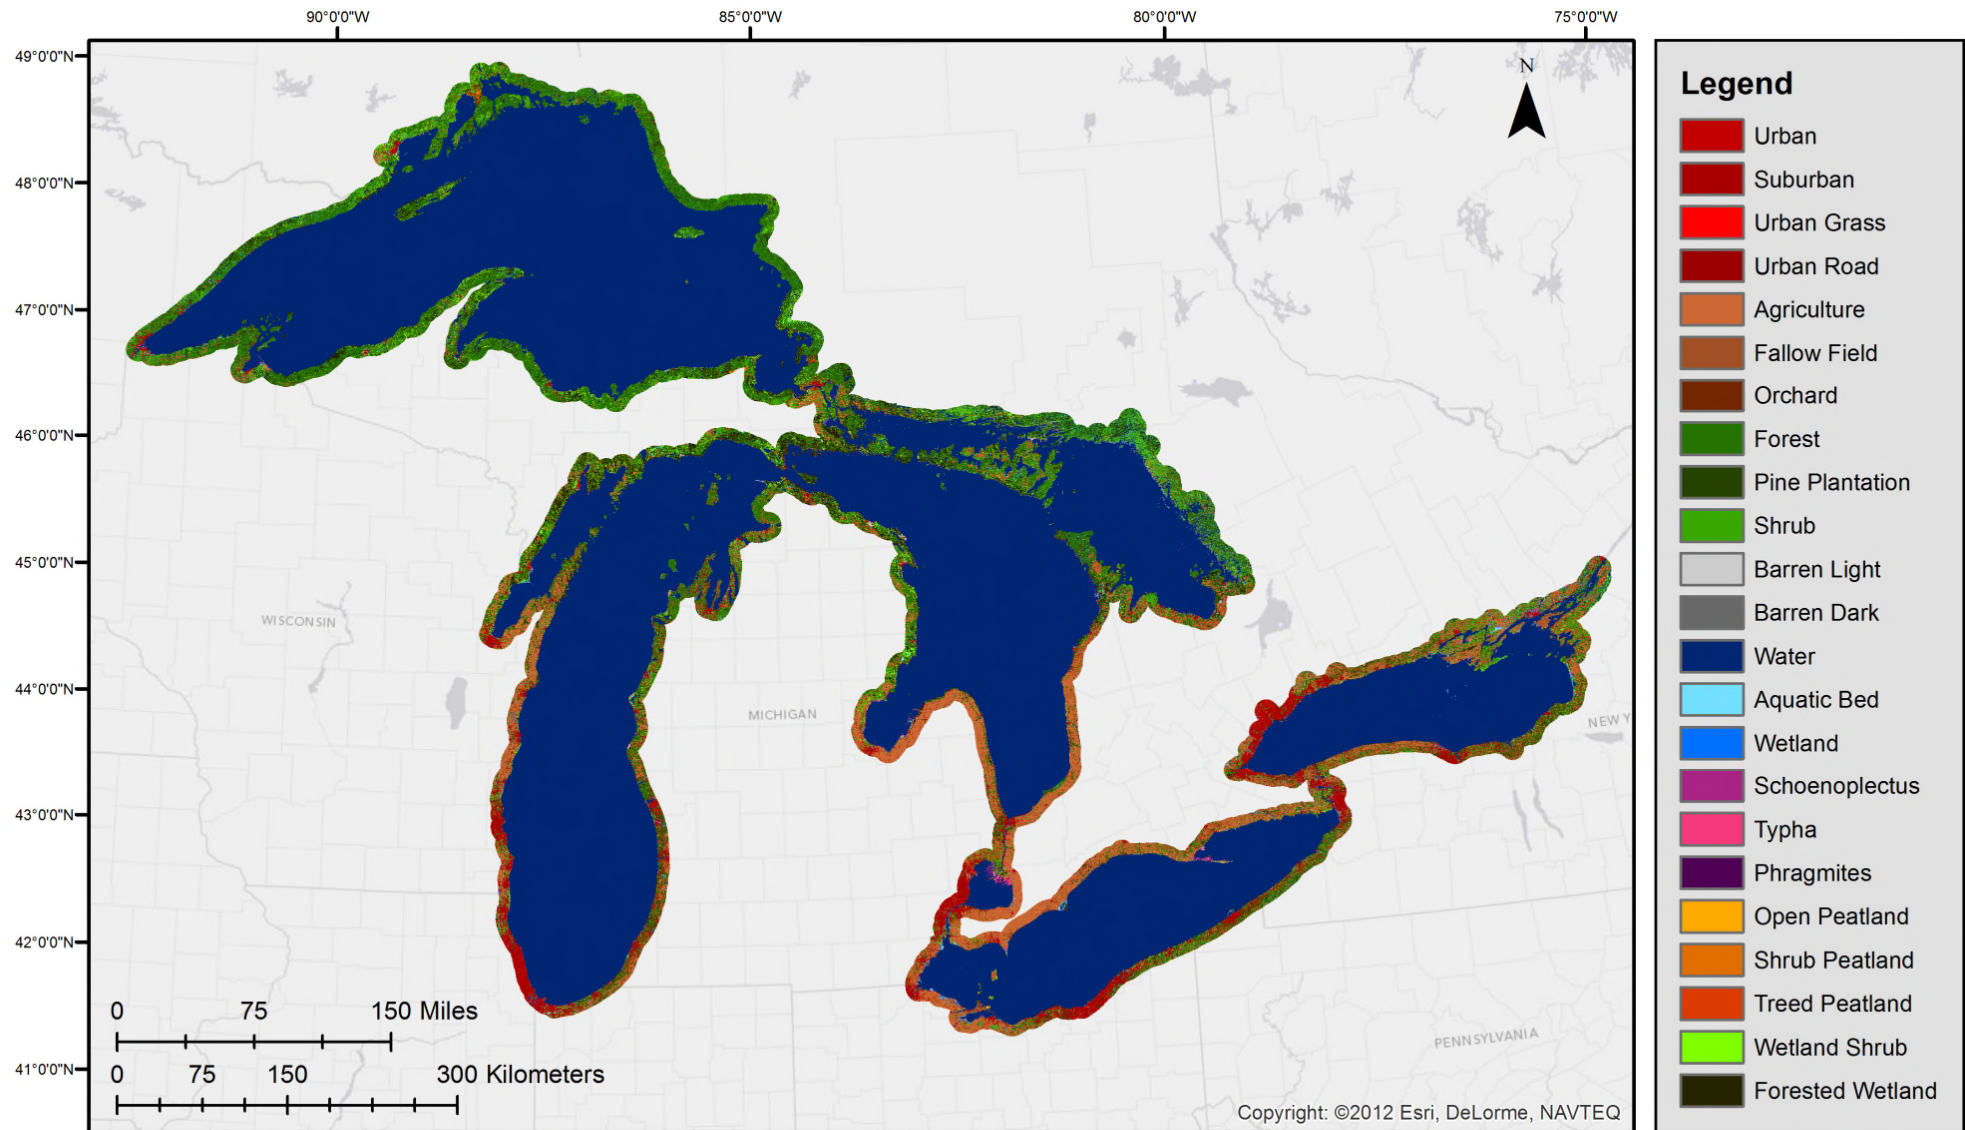 90°0'0"W
85°0'0"W
80°0'0"W
75°0'0"W
49°0'0"N
48°0'0"N
47°0'0"N
46°0'0"N
45°0'0"N
44°0'0"N
43°0'0"N
42°0'0"N
41°0'0"N
N
WISCONSIN
MICHIGAN
NEW Y
PENNSYLVANIA
0 75 150 Miles
0 75 150 300 Kilometers
Copyright: ©2012 Esri, DeLorme, NAVTEQ
Legend
Urban
Suburban
Urban Grass
Urban Road
Agriculture
Fallow Field
Orchard
Forest
Pine Plantation
Shrub
Barren Light
Barren Dark
Water
Aquatic Bed
Wetland
Schoenoplectus
Typha
Phragmites
Open Peatland
Shrub Peatland
Treed Peatland
Wetland Shrub
Forested Wetland